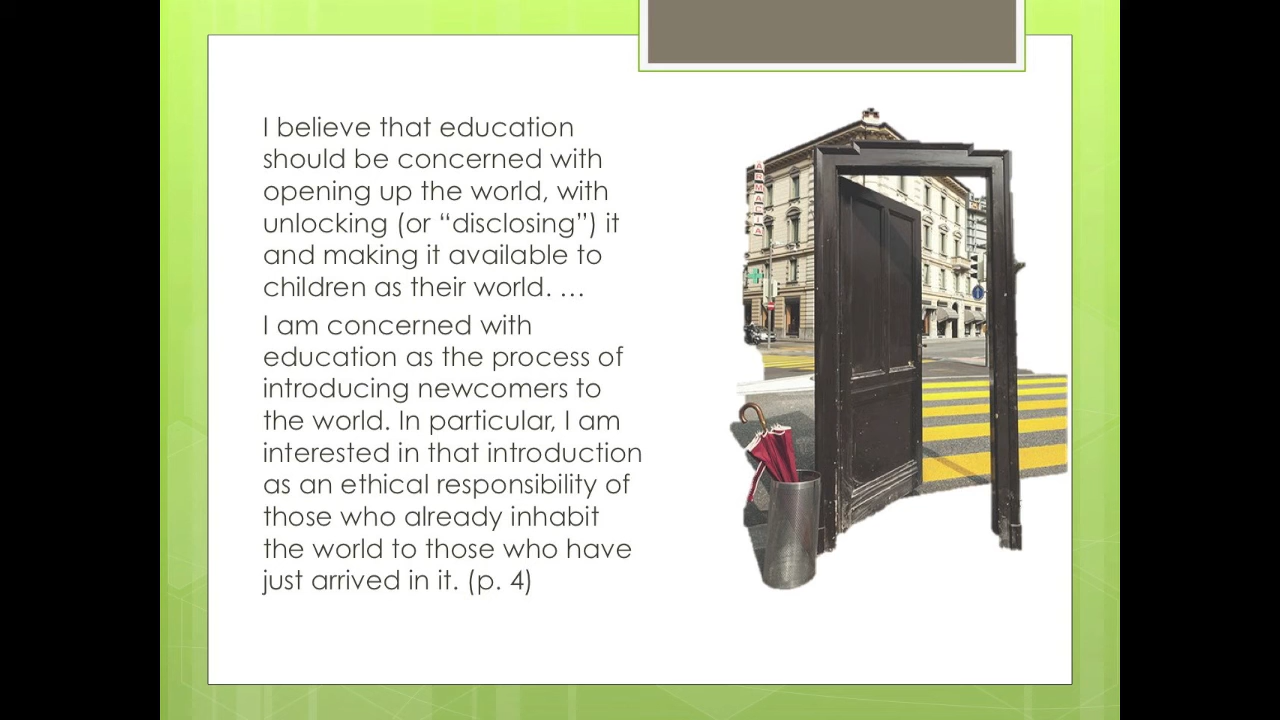 I believe that education
should be concerned with
opening up the world, with
unlocking (or “disclosing”) it
and making it available to
children as their world. …
I am concerned with
education as the process of
introducing newcomers to
the world. In particular, I am
interested in that introduction
as an ethical responsibility of
those who already inhabit
the world to those who have
just arrived in it. (p. 4)
ARMACIA